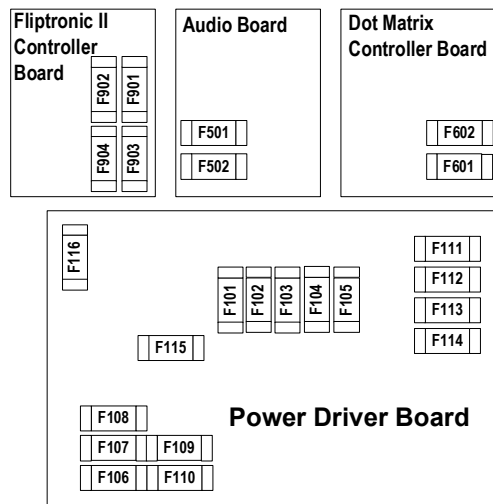 Fliptronic II
Controller
Board
F902
F901
F904
F903
Audio Board
F501
F502
Dot Matrix
Controller Board
F602
F601
F116
F101
F102
F103
F104
F105
F111
F112
F113
F114
F115
Power Driver Board
F108
F107
F109
F106
F110